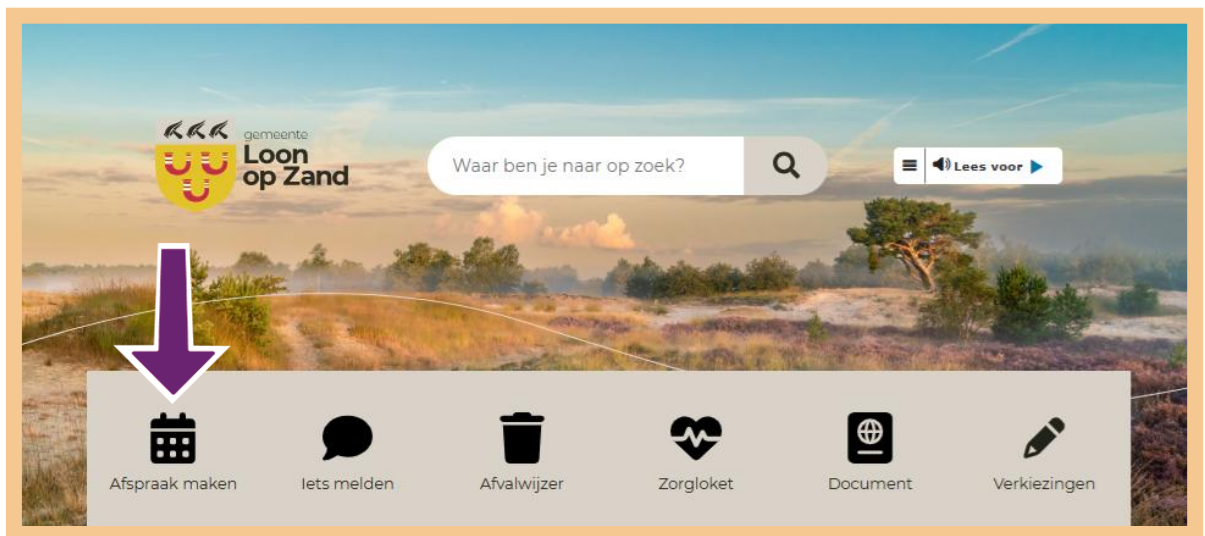 gemeente
Loon
op Zand
Waar ben je naar op zoek?
Lees voor
Afspraak maken
Iets melden
Afvalwijzer
Zorgloket
Document
Verkiezingen